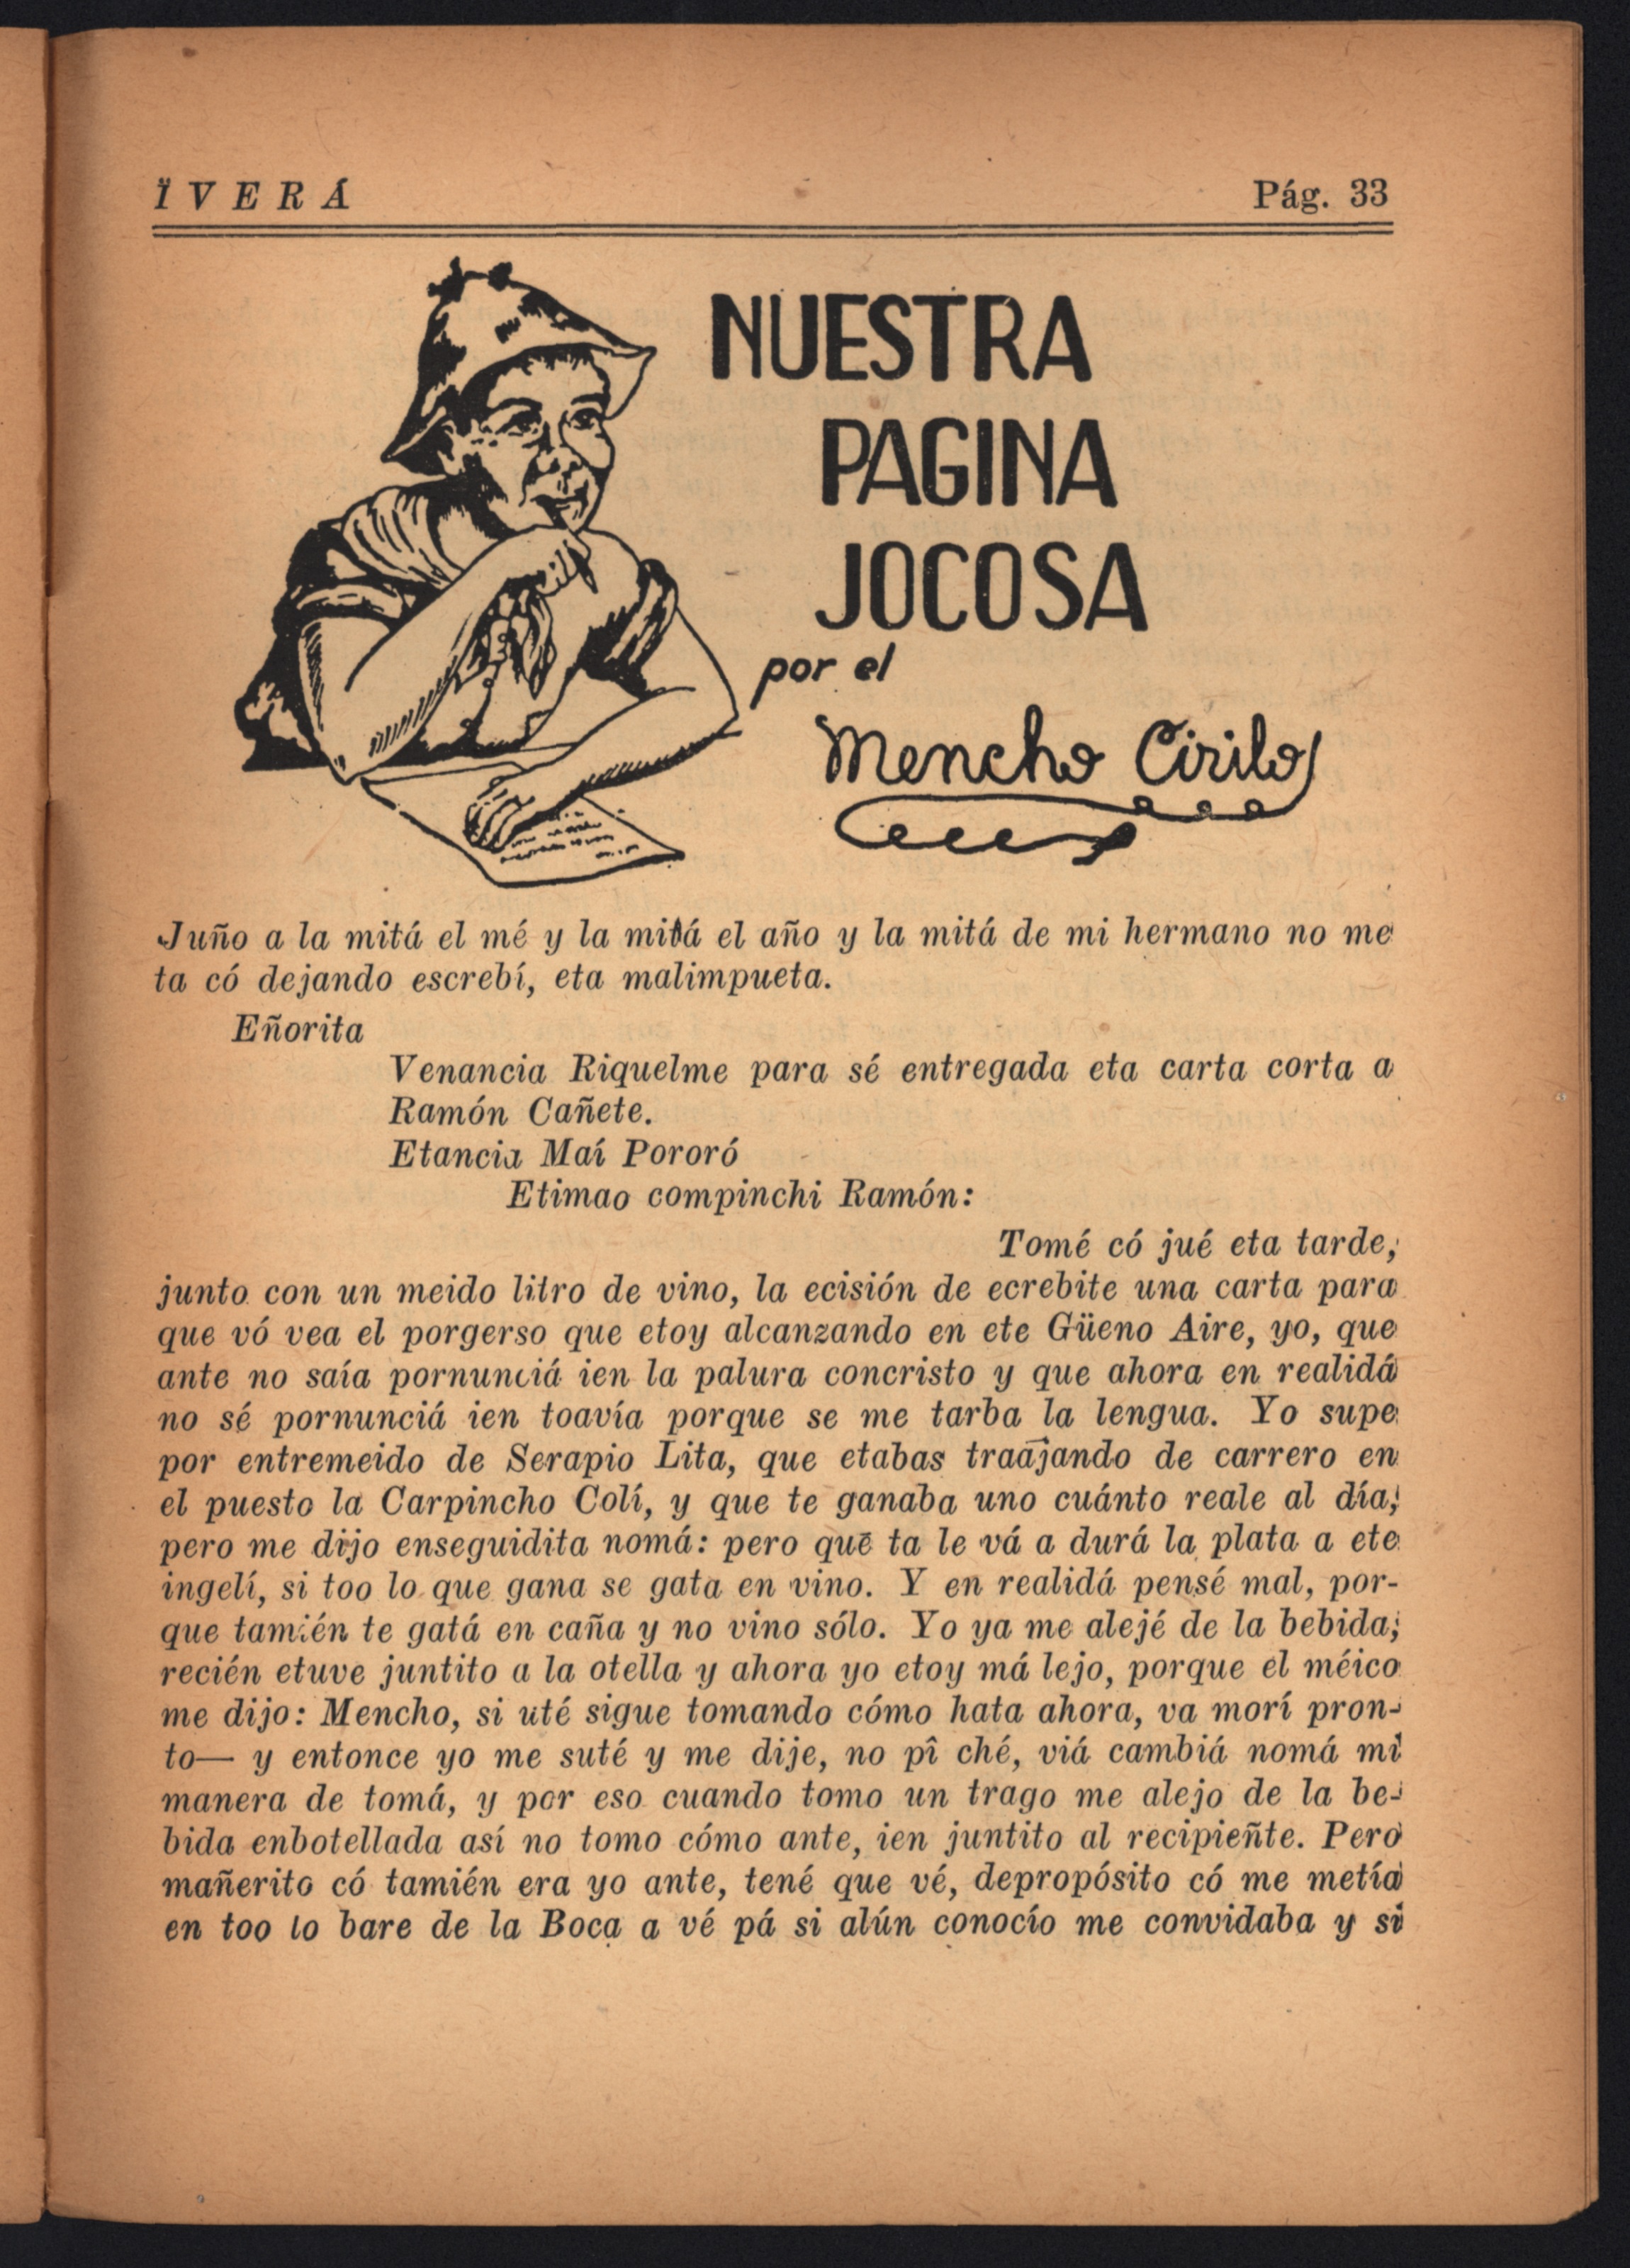 ÏVERÁ Pág. 33
NUESTRA
PAGINA
JOCOSA
por el
Mencho Cirilo
Juño a la mitá el mé y la mitá el año y la mitá de mi hermano no me
ta có dejando escrebí, eta malimpueta.
Eñorita
Venancia Riquelme para sé entregada eta carta corta a
Ramón Cañete.
Etancia Maí Pororó
Etimao compinchi Ramón:
Tomé có jué eta tarde,
junto con un meido litro de vino, la ecisión de ecrebite una carta para
que vó vea el porgerso que etoy alcanzando en ete Güeno Aire, yo, que
ante no saía pornunciá ien la palura concristo y que ahora en realidá
no sé pornunciá ien toavía porque se me tarba la lengua. Yo supe
por entremeido de Serapio Lita, que etabas traājando de carrero en
el puesto la Carpincho Colí, y que te ganaba uno cuánto reale al día,
pero me dijo enseguidita nomá: pero quē ta le vá a durá la plata a ete
ingelí, si too lo que gana se gata en vino. Y en realidá pensé mal, por-
que tamién te gatá en caña y no vino sólo. Yo ya me alejé de la bebida,
recién etuve juntito a la otella y ahora yo etoy má lejo, porque el méico
me dijo: Mencho, si uté sigue tomando cómo hata ahora, va morí pron-
to— y entonce yo me suté y me dije, no pî ché, viá cambiá nomá mi
manera de tomá, y por eso cuando tomo un trago me alejo de la be-
bida enbotellada así no tomo cómo ante, ien juntito al recipieñte. Pero
mañerito có tamién era yo ante, tené que vé, depropósito có me metía
en too lo bare de la Boca a vé pá si alún conocío me convidaba y si